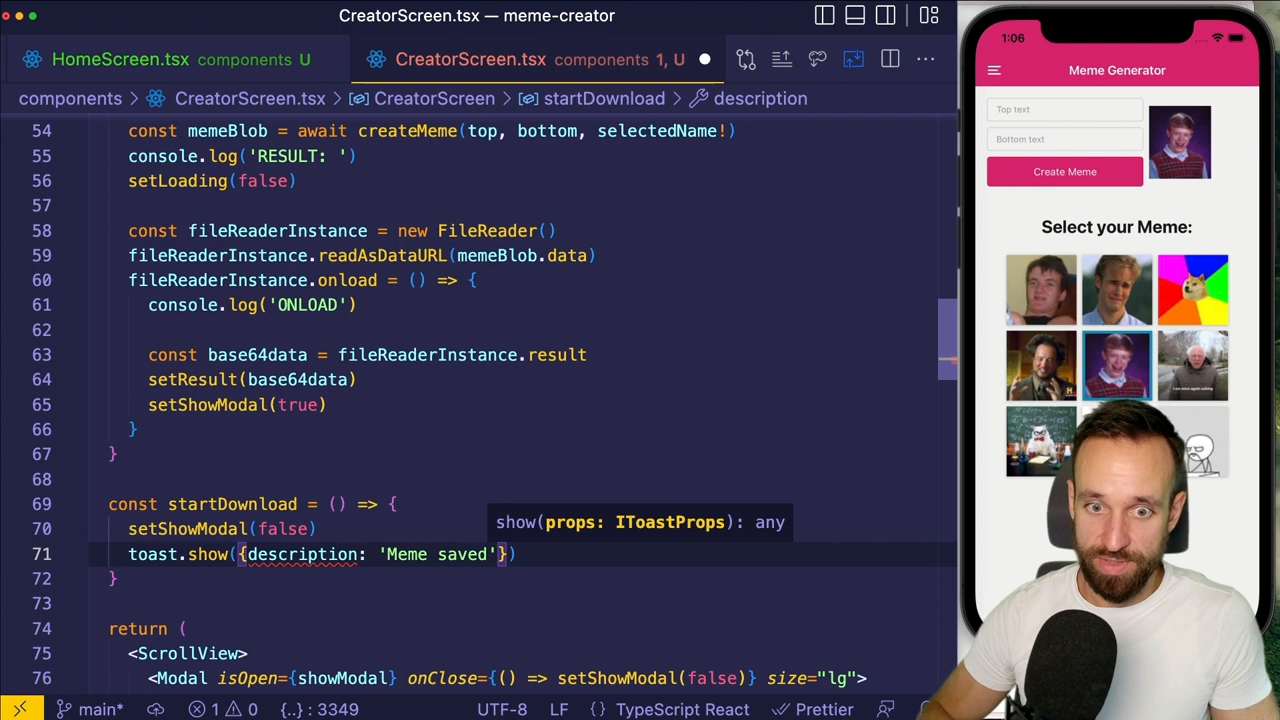 CreatorScreen.tsx — meme-creator
HomeScreen.tsx components U
CreatorScreen.tsx components 1, U
components > CreatorScreen.tsx > CreatorScreen > startDownload > description
54 const memeBlob = await createMeme(top, bottom, selectedName!)
55 console.log('RESULT: ')
56 setLoading(false)
57
58 const fileReaderInstance = new FileReader()
59 fileReaderInstance.readAsDataURL(memeBlob.data)
60 fileReaderInstance.onload = () => {
61 console.log('ONLOAD')
62
63 const base64data = fileReaderInstance.result
64 setResult(base64data)
65 setShowModal(true)
66 }
67 }
68
69 const startDownload = () => {
70 setShowModal(false)
show(props: IToastProps): any
71 toast.show({description: 'Meme saved'})
72 }
73
74 return (
75 <ScrollView>
76 <Modal isOpen={showModal} onClose={() => setShowModal(false)} size="lg">
main* 1 0 {..}: 3349 UTF-8 LF {} TypeScript React Prettier
1:06
Meme Generator
Top text
Bottom text
Create Meme
Select your Meme: